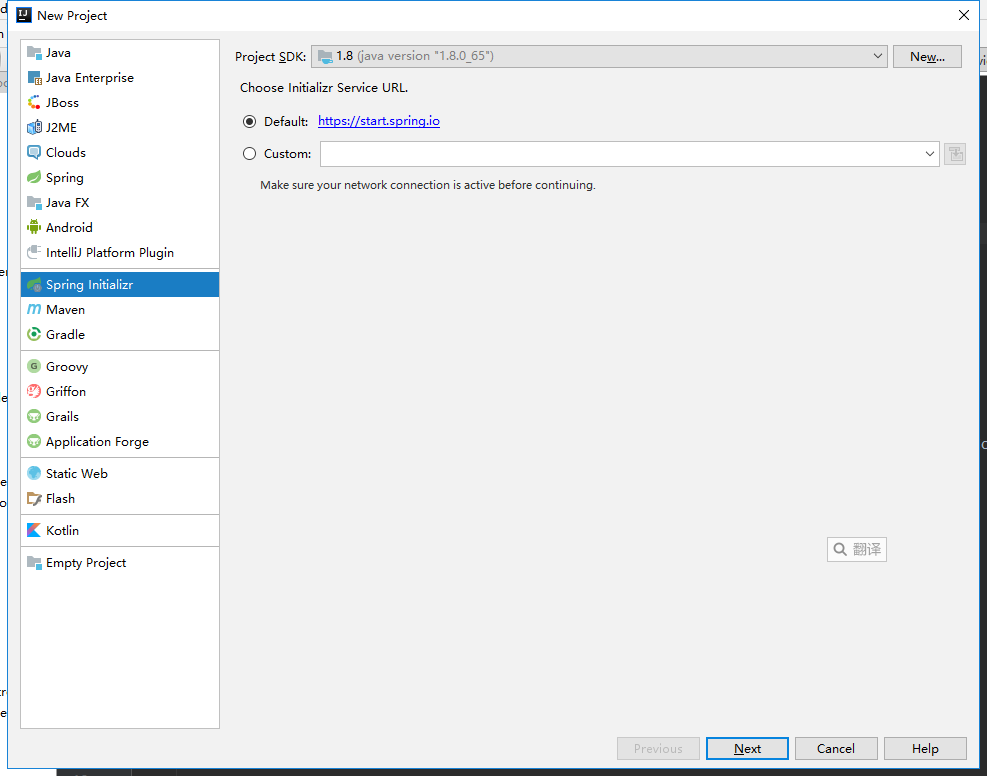 New Project
Java
Java Enterprise
JBoss
J2ME
Clouds
Spring
Java FX
Android
IntelliJ Platform Plugin
Spring Initializr
Maven
Gradle
Groovy
Griffon
Grails
Application Forge
Static Web
Flash
Kotlin
Empty Project
Project SDK: 1.8 (java version "1.8.0_65") New...
Choose Initializr Service URL.
Default: https://start.spring.io
Custom:
Make sure your network connection is active before continuing.
翻译
Previous Next Cancel Help